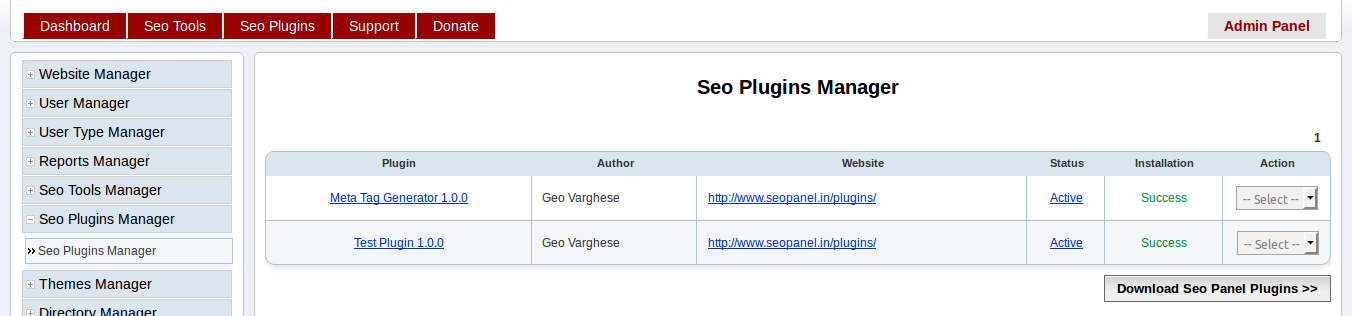 Dashboard Seo Tools Seo Plugins Support Donate Admin Panel
Website Manager
User Manager
User Type Manager
Reports Manager
Seo Tools Manager
Seo Plugins Manager
Seo Plugins Manager
Themes Manager
Directory Manager
Seo Plugins Manager
1
Plugin Author Website Status Installation Action
Meta Tag Generator 1.0.0 Geo Varghese http://www.seopanel.in/plugins/ Active Success -- Select --
Test Plugin 1.0.0 Geo Varghese http://www.seopanel.in/plugins/ Active Success -- Select --
Download Seo Panel Plugins >>